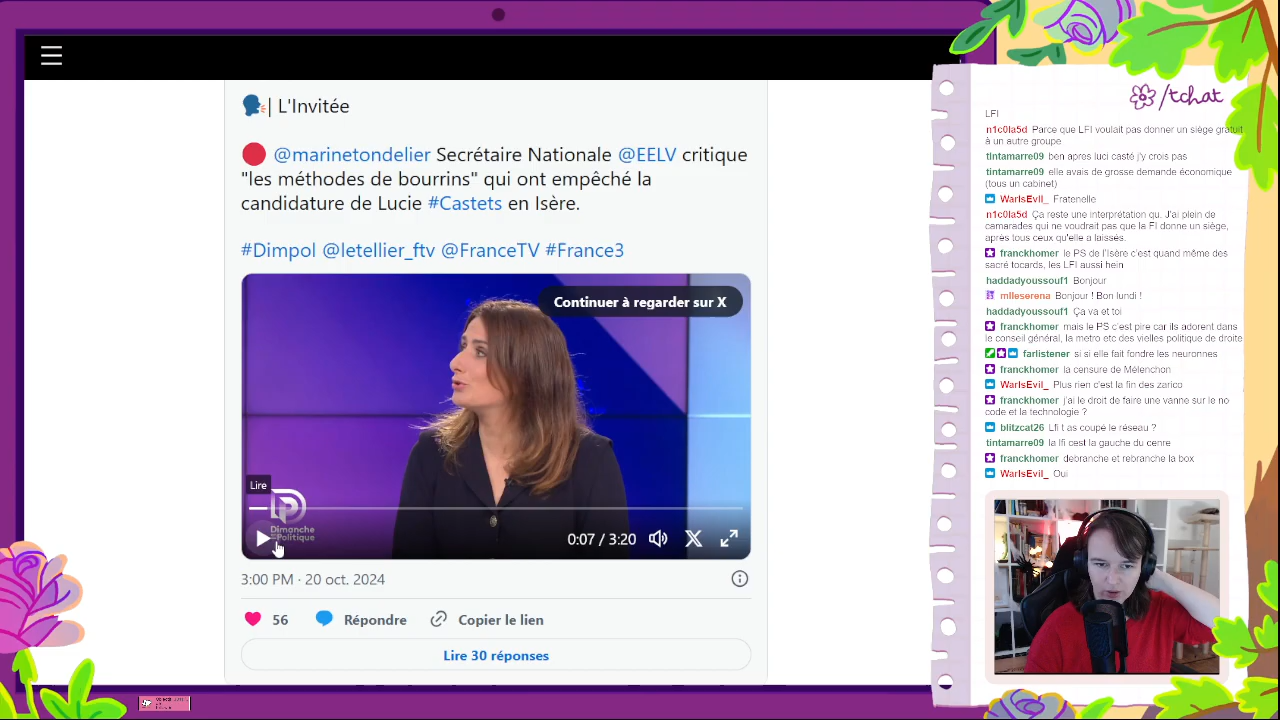 🗣| L'Invitée
🔴 @marinetondelier Secrétaire Nationale @EELV critique
"les méthodes de bourrins" qui ont empêché la
candidature de Lucie #Castets en Isère.
#Dimpol @letellier_ftv @FranceTV #France3
Continuer à regarder sur X
Lire
Dimanche
en Politique
0:07 / 3:20
3:00 PM · 20 oct. 2024
56 Répondre Copier le lien
Lire 30 réponses
/tchat
LFI
n1c0la5d Parce que LFI voulait pas donner un siège gratuit
à un autre groupe
tintamarre09 ben apres luci casté j'y crois pas
tintamarre09 elle avais de grosse demande économique
(tous un cabinet)
WarIsEvil_ Fratenelle
n1c0la5d Ça reste une interprétation qu. J'ai plein de
camarades qui ne voudrait pas que la FI donne un siège,
aprés tous ceux qu'elle a laissés.
franckhomer le PS de l'Isère c'est quand même des
sacré tocards, les LFI aussi hein
haddadyoussouf1 Bonjour
mlleserena Bonjour ! Bon lundi !
haddadyoussouf1 Ça va et toi
franckhomer mais le PS c'est pire car ils adorent dans
le conseil général, la metro etc des vielles politique de droite
farlistener si si elle fait fondre les neuronnes
franckhomer la censure de Mélenchon
WarIsEvil_ Plus rien c'est la fin des zarico
franckhomer j'ai le droit de faire une vanne sur le no
code et la technologie ?
blitzcat26 Lfi t as coupé le réseau ?
tintamarre09 la lfi cest la gauche du cenre
franckhomer debranche et rebranche la box
WarIsEvil_ Oui